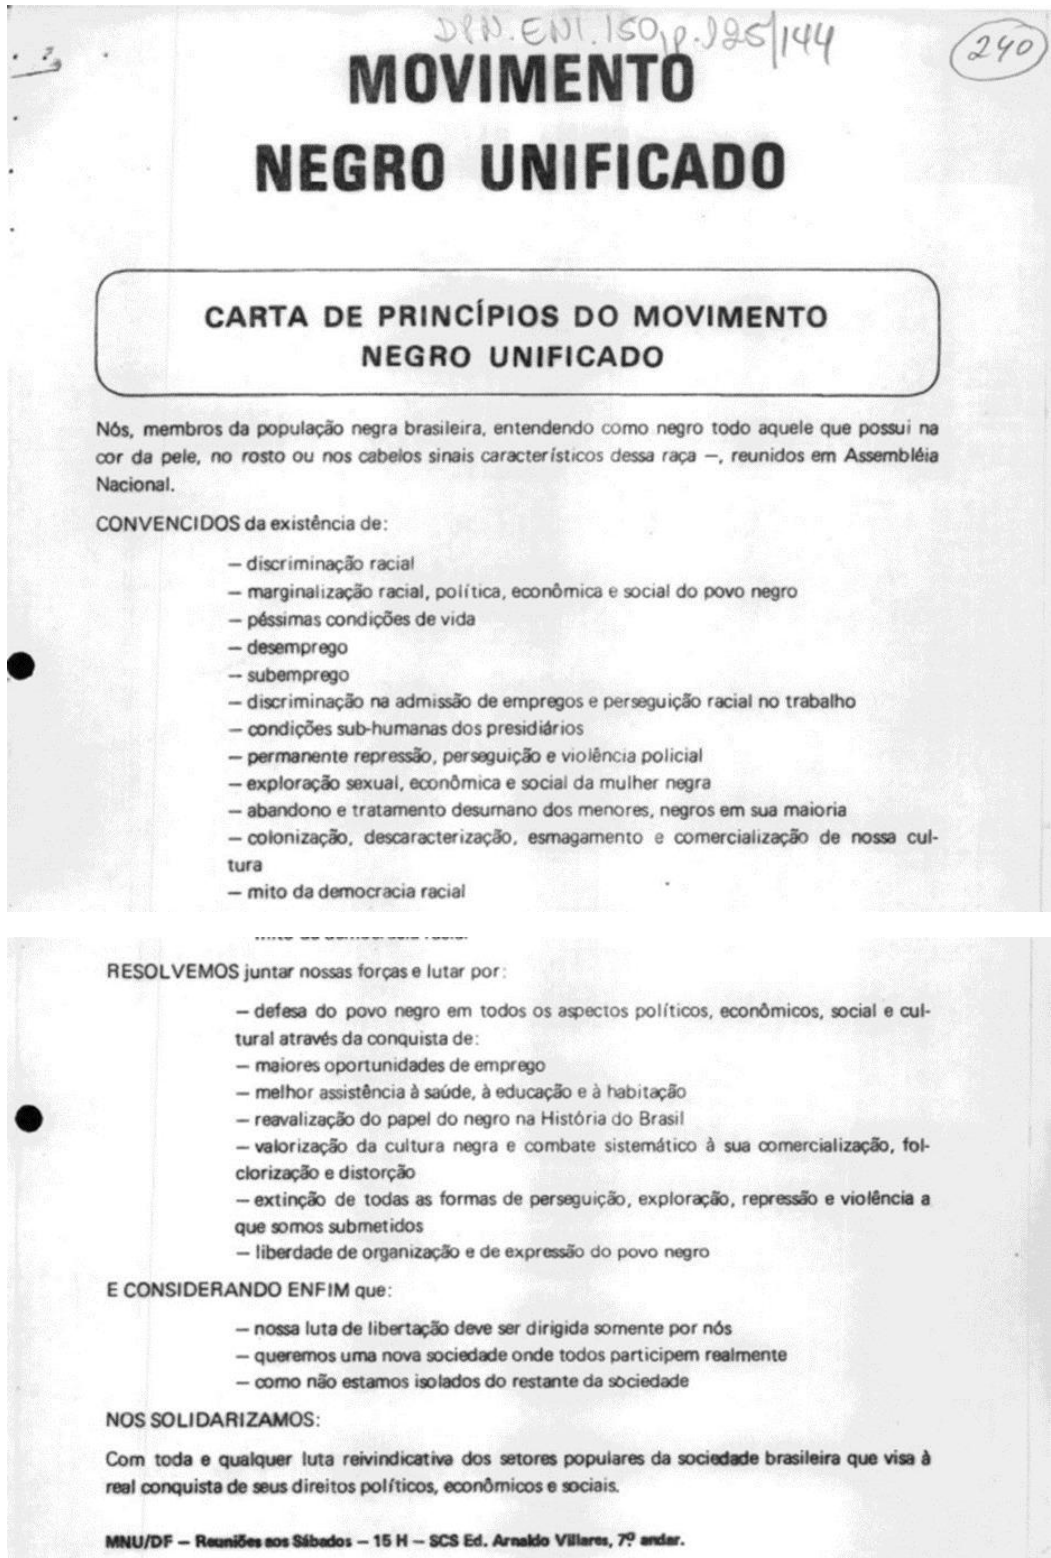 DPN.ENI.150, p. 125/144
240
MOVIMENTO
NEGRO UNIFICADO
CARTA DE PRINCÍPIOS DO MOVIMENTO
NEGRO UNIFICADO
Nós, membros da população negra brasileira, entendendo como negro todo aquele que possui na
cor da pele, no rosto ou nos cabelos sinais característicos dessa raça —, reunidos em Assembléia
Nacional.
CONVENCIDOS da existência de:
— discriminação racial
— marginalização racial, política, econômica e social do povo negro
— péssimas condições de vida
— desemprego
— subemprego
— discriminação na admissão de empregos e perseguição racial no trabalho
— condições sub-humanas dos presidiários
— permanente repressão, perseguição e violência policial
— exploração sexual, econômica e social da mulher negra
— abandono e tratamento desumano dos menores, negros em sua maioria
— colonização, descaracterização, esmagamento e comercialização de nossa cul-
tura
— mito da democracia racial
RESOLVEMOS juntar nossas forças e lutar por:
— defesa do povo negro em todos os aspectos políticos, econômicos, social e cul-
tural através da conquista de:
— maiores oportunidades de emprego
— melhor assistência à saúde, à educação e à habitação
— reavalização do papel do negro na História do Brasil
— valorização da cultura negra e combate sistemático à sua comercialização, fol-
clorização e distorção
— extinção de todas as formas de perseguição, exploração, repressão e violência a
que somos submetidos
— liberdade de organização e de expressão do povo negro
E CONSIDERANDO ENFIM que:
— nossa luta de libertação deve ser dirigida somente por nós
— queremos uma nova sociedade onde todos participem realmente
— como não estamos isolados do restante da sociedade
NOS SOLIDARIZAMOS:
Com toda e qualquer luta reivindicativa dos setores populares da sociedade brasileira que visa à
real conquista de seus direitos políticos, econômicos e sociais.
MNU/DF — Reuniões aos Sábados — 15 H — SCS Ed. Arnaldo Villares, 7º andar.